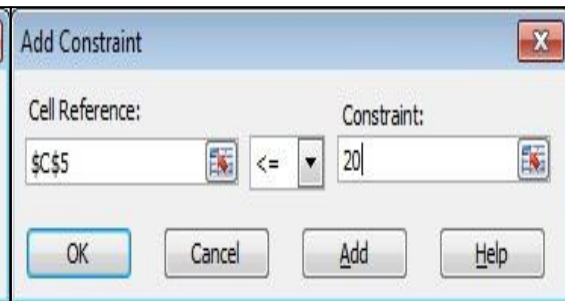 Add Constraint
Cell Reference: Constraint:
$C$5 <= 20
OK Cancel Add Help